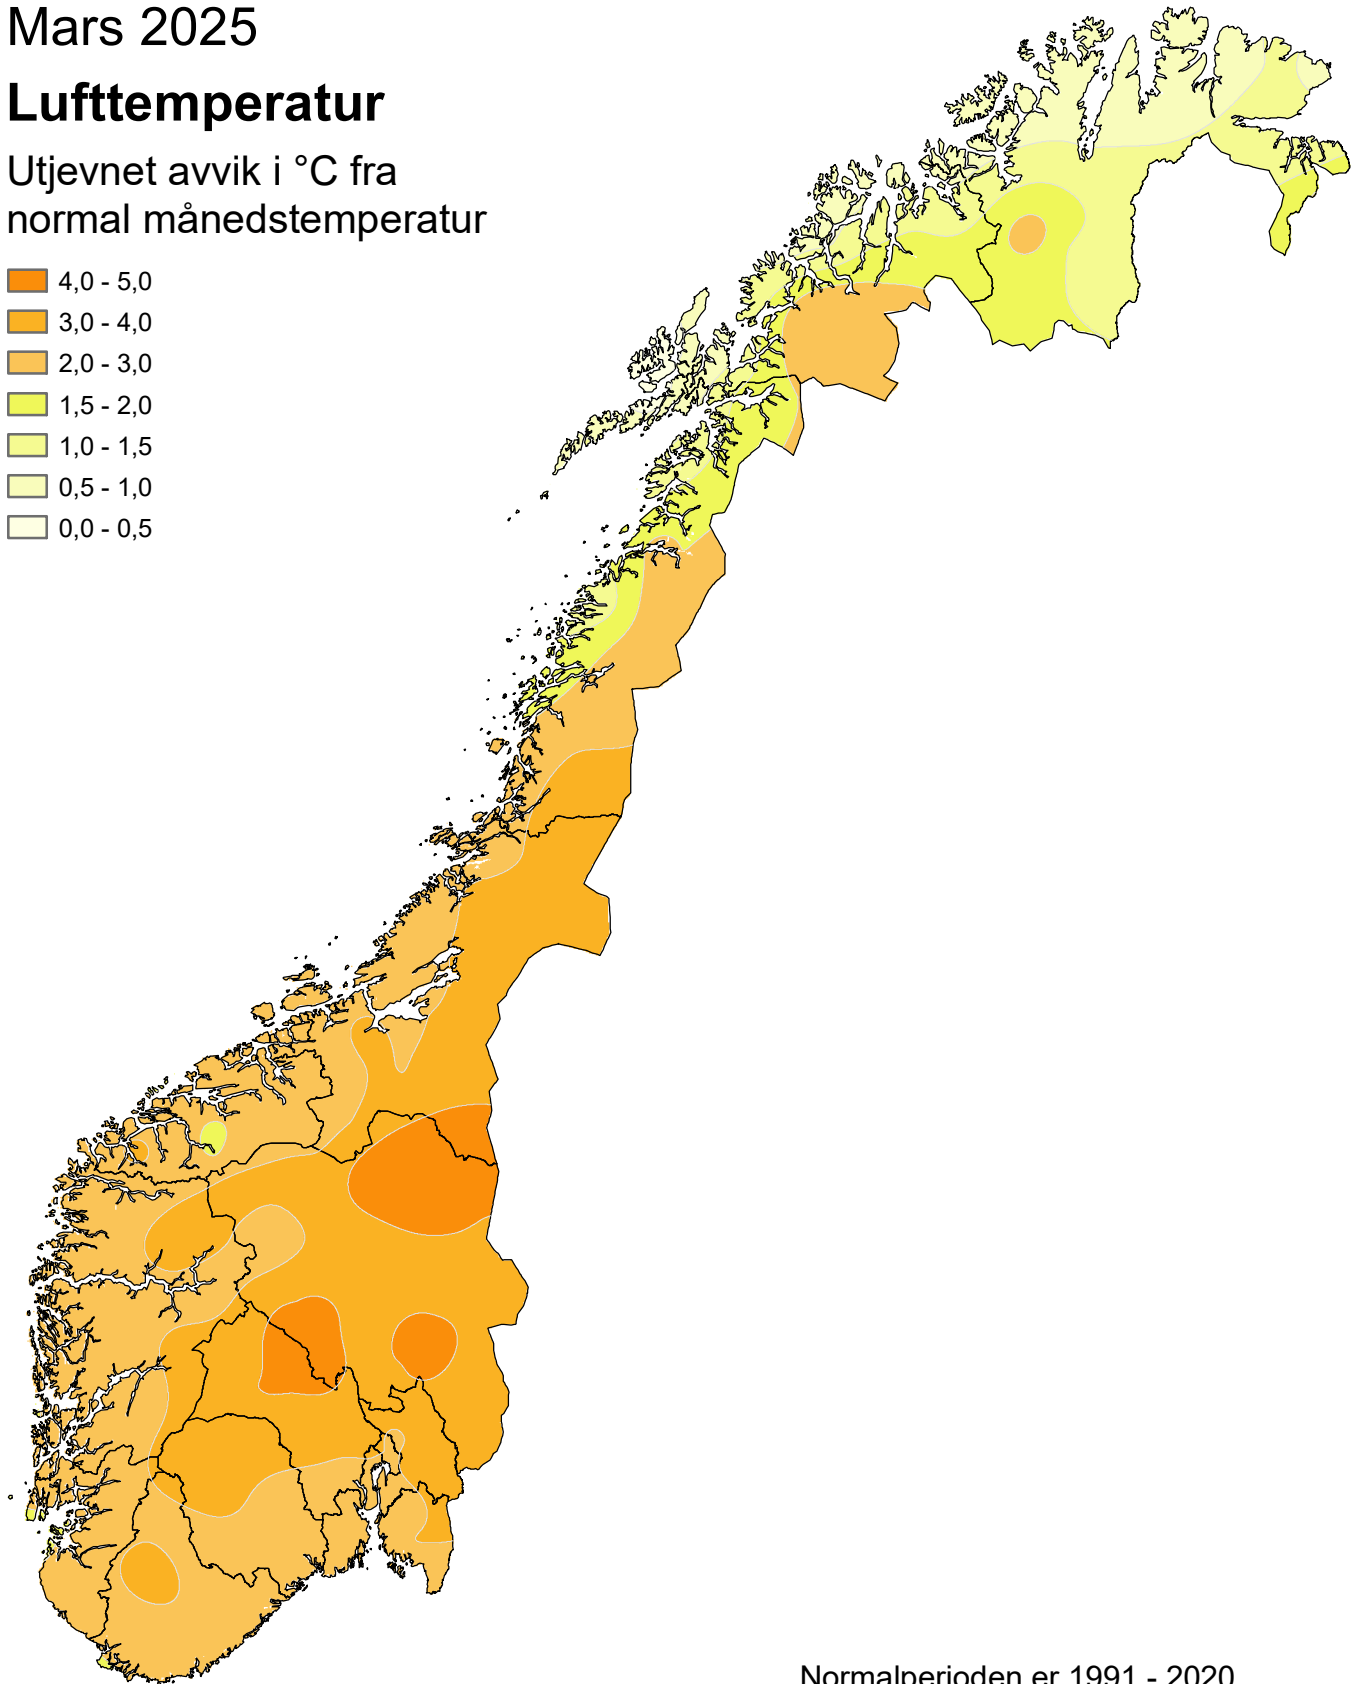 Mars 2025
Lufttemperatur
Utjevnet avvik i °C fra
normal månedstemperatur
4,0 - 5,0
3,0 - 4,0
2,0 - 3,0
1,5 - 2,0
1,0 - 1,5
0,5 - 1,0
0,0 - 0,5
Normalperioden er 1991 - 2020